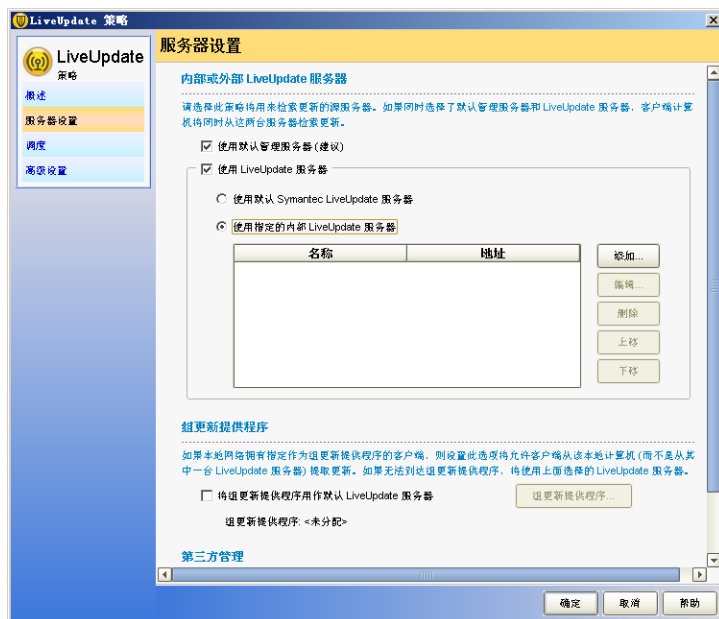 LiveUpdate 策略
LiveUpdate
策略
概述
服务器设置
调度
高级设置
服务器设置
内部或外部 LiveUpdate 服务器
请选择此策略将用来检索更新的源服务器。如果同时选择了默认管理服务器和 LiveUpdate 服务器，客户端计算
机将同时从这两台服务器检索更新。
使用默认管理服务器(建议)
使用 LiveUpdate 服务器
使用默认 Symantec LiveUpdate 服务器
使用指定的内部 LiveUpdate 服务器
名称 地址
添加...
编辑...
删除
上移
下移
组更新提供程序
如果本地网络拥有指定作为组更新提供程序的客户端，则设置此选项将允许客户端从该本地计算机(而不是从其
中一台 LiveUpdate 服务器) 提取更新。如果无法到达组更新提供程序，将使用上面选择的 LiveUpdate 服务器。
将组更新提供程序用作默认 LiveUpdate 服务器
组更新提供程序...
组更新提供程序: <未分配>
第三方管理
确定 取消 帮助